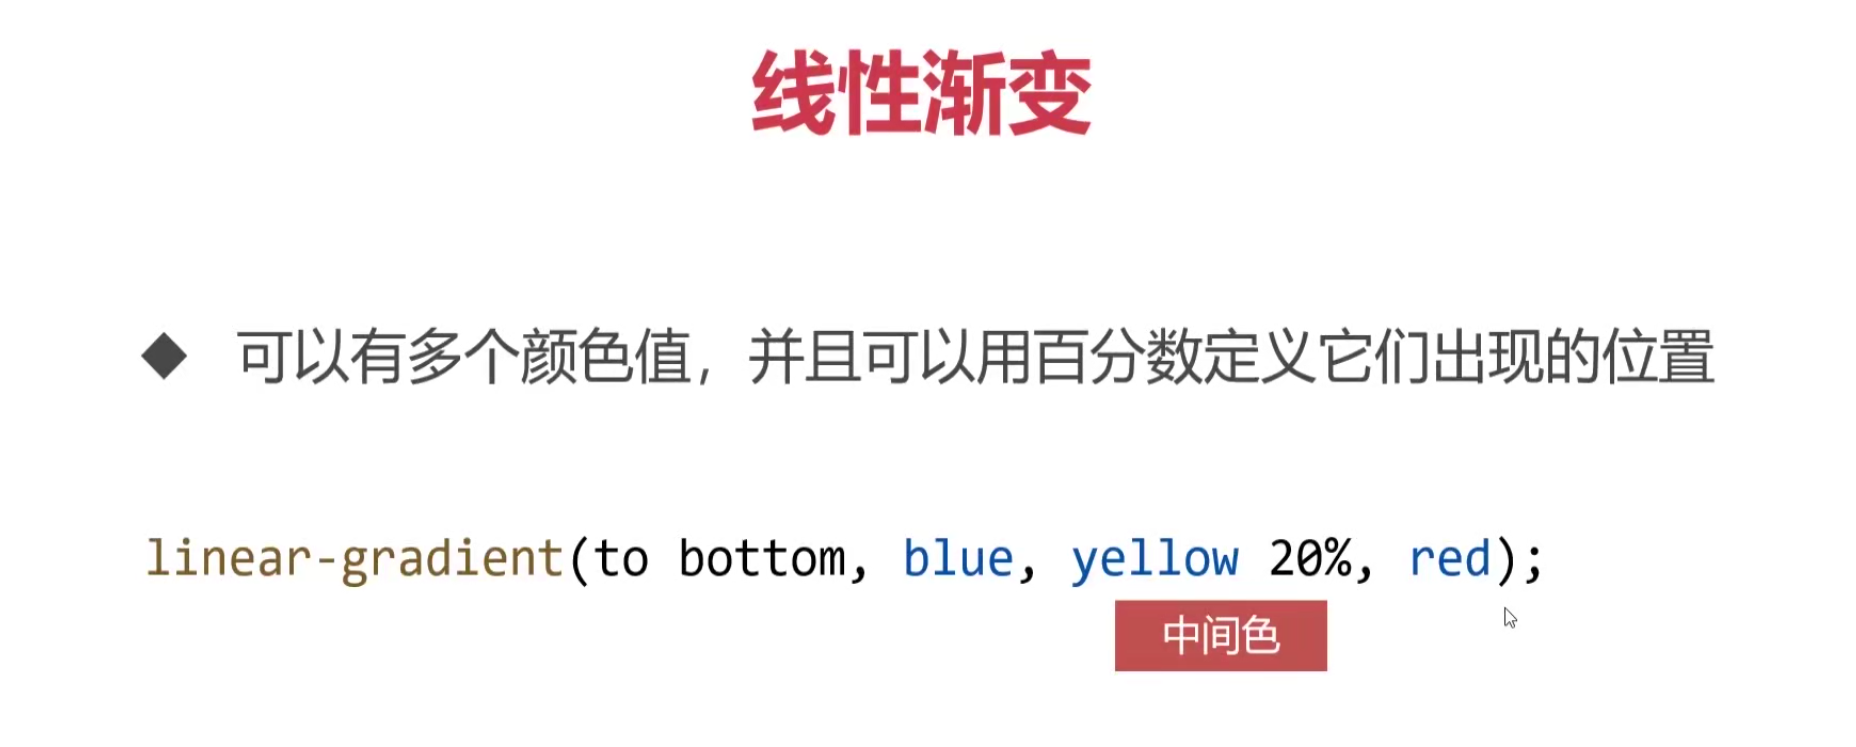 线性渐变
◆ 可以有多个颜色值，并且可以用百分数定义它们出现的位置
linear-gradient(to bottom, blue, yellow 20%, red);
中间色